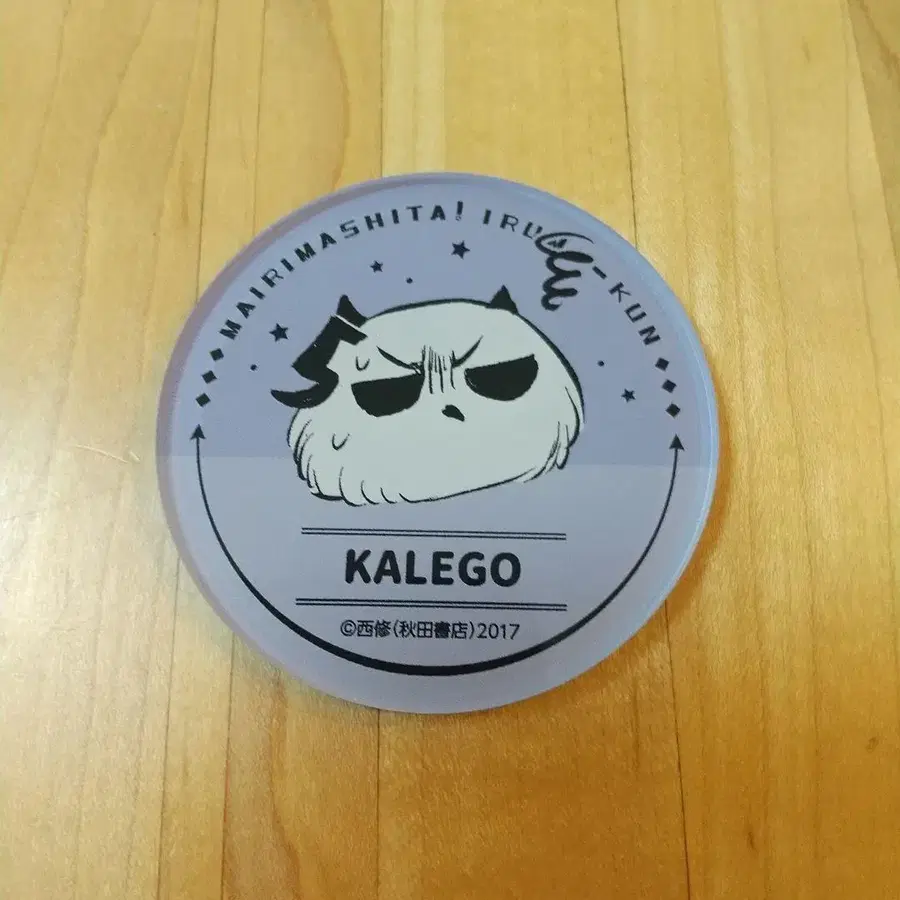 MAIRIMASHITA! IRUMA-KUN
KALEGO
©西修(秋田書店)2017